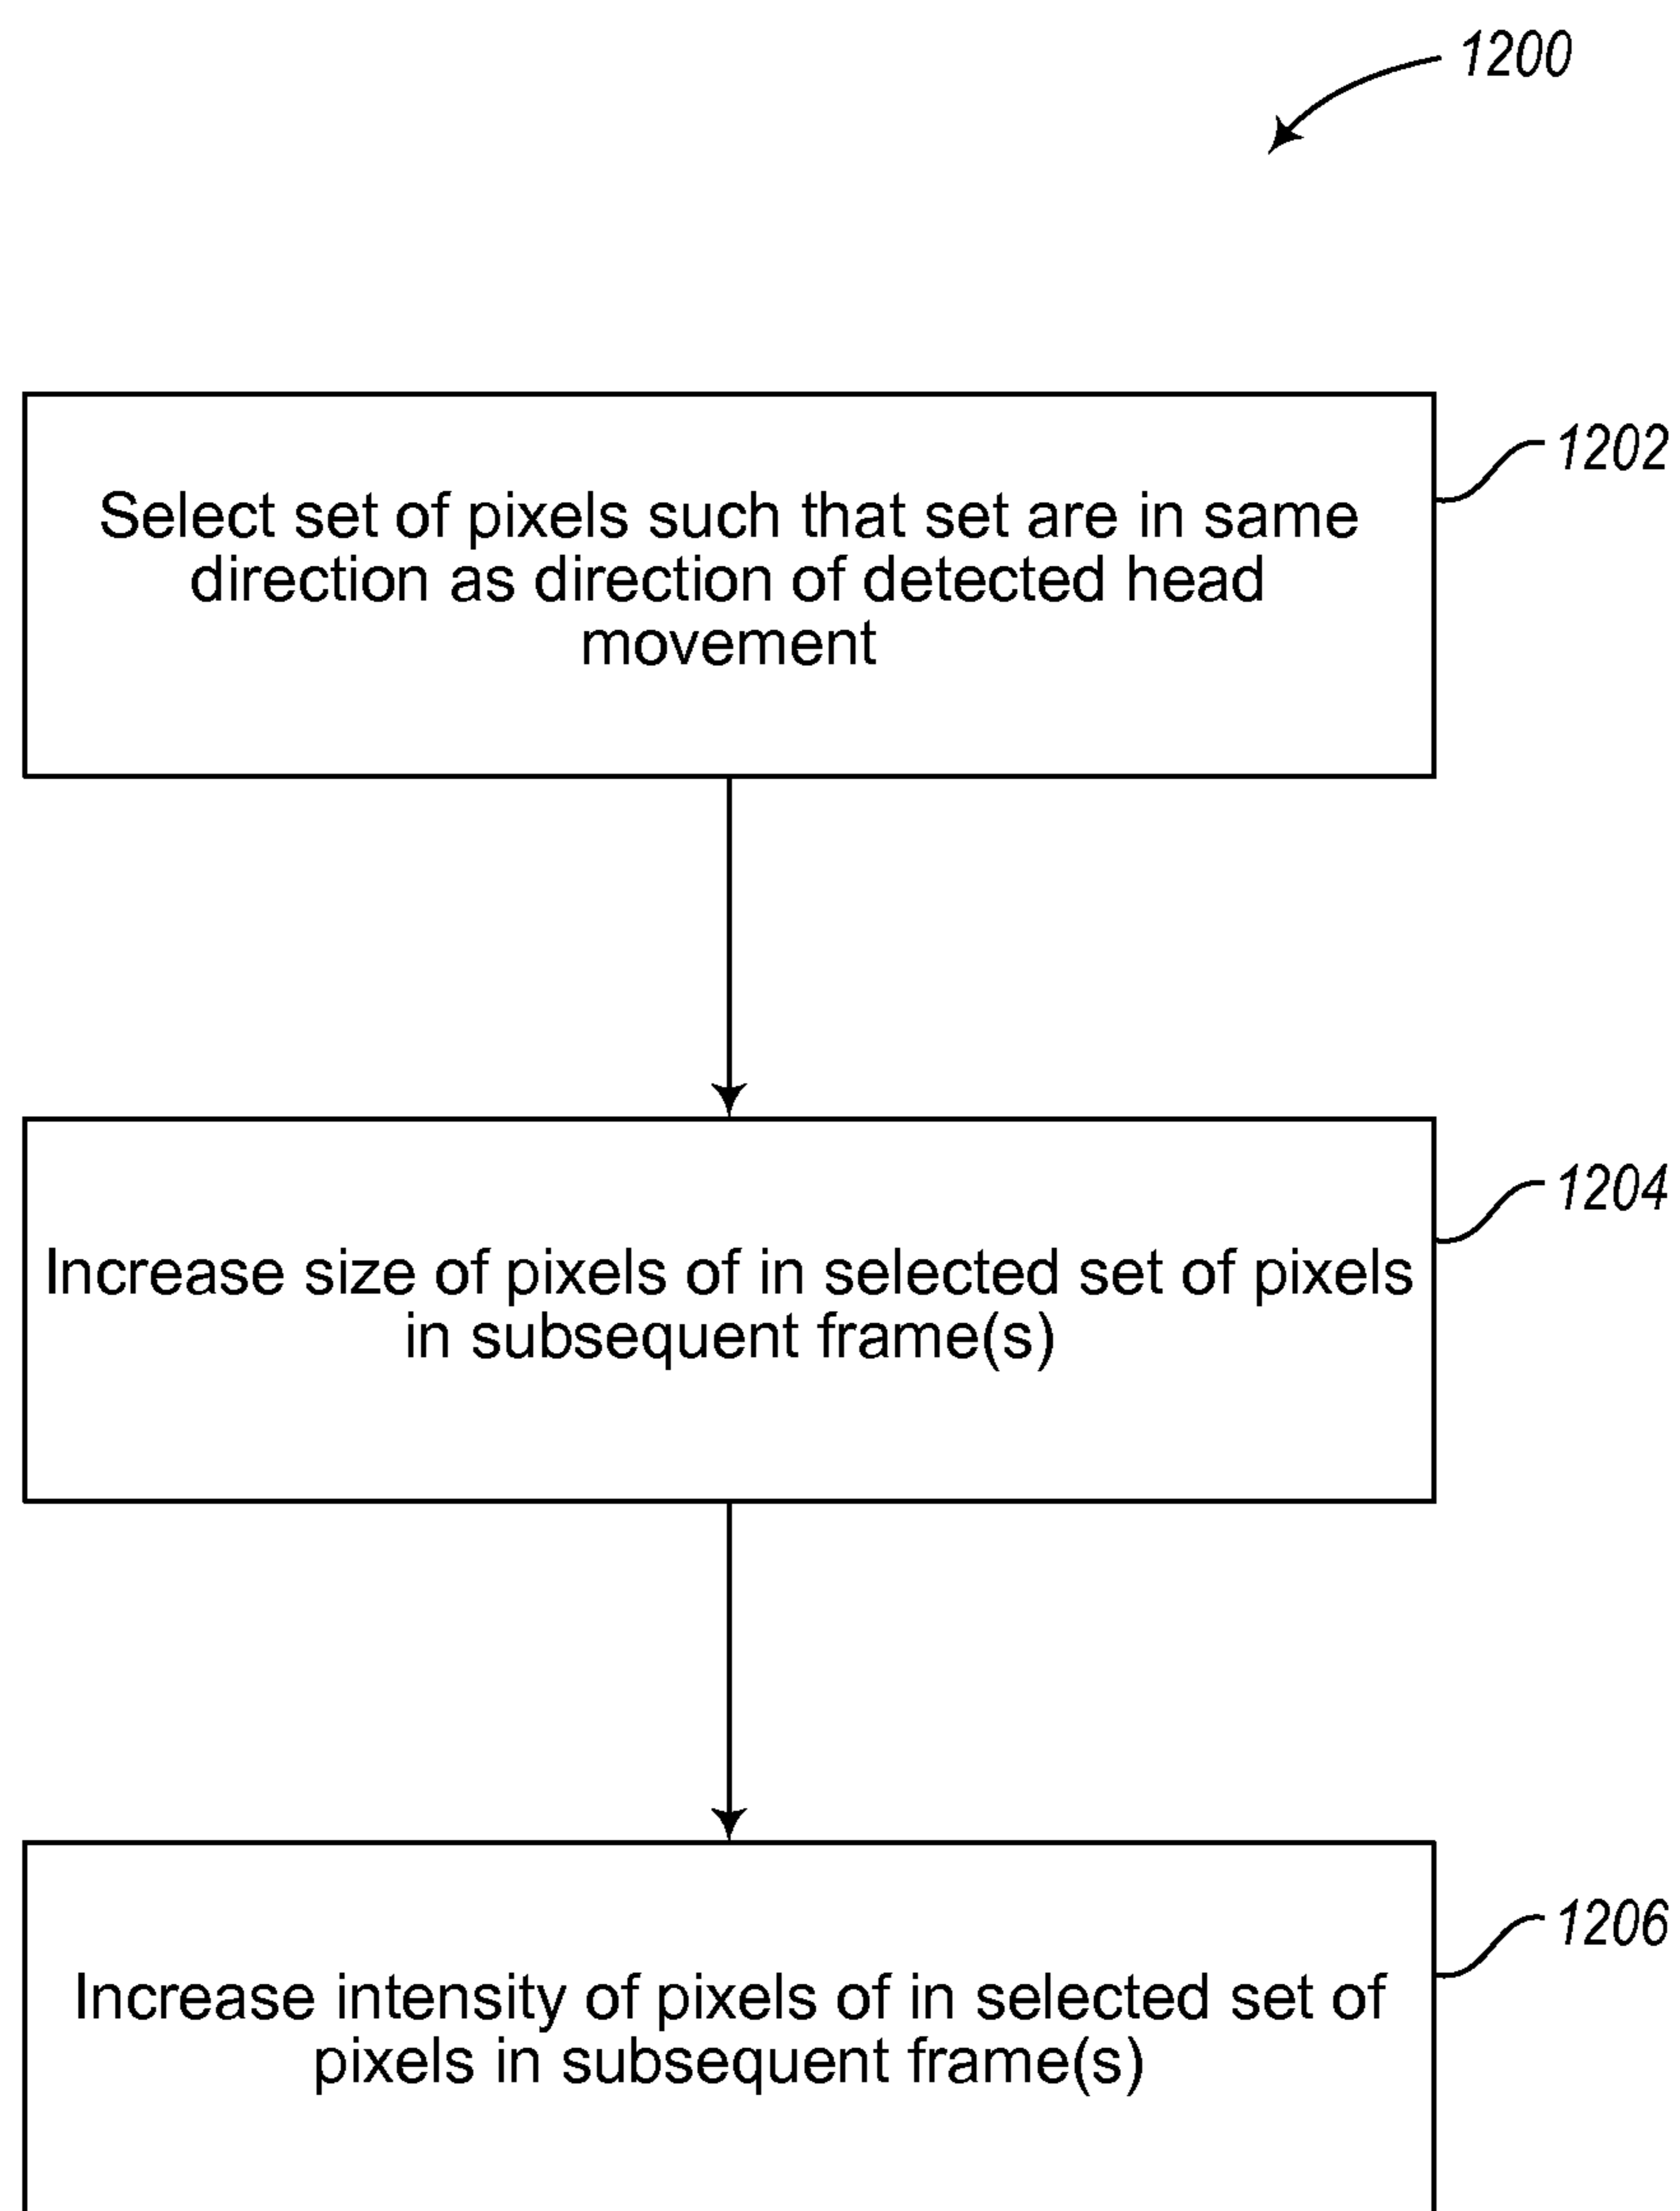 1200
1202
Select set of pixels such that set are in same
direction as direction of detected head
movement
1204
Increase size of pixels of in selected set of pixels
in subsequent frame(s)
1206
Increase intensity of pixels of in selected set of
pixels in subsequent frame(s)